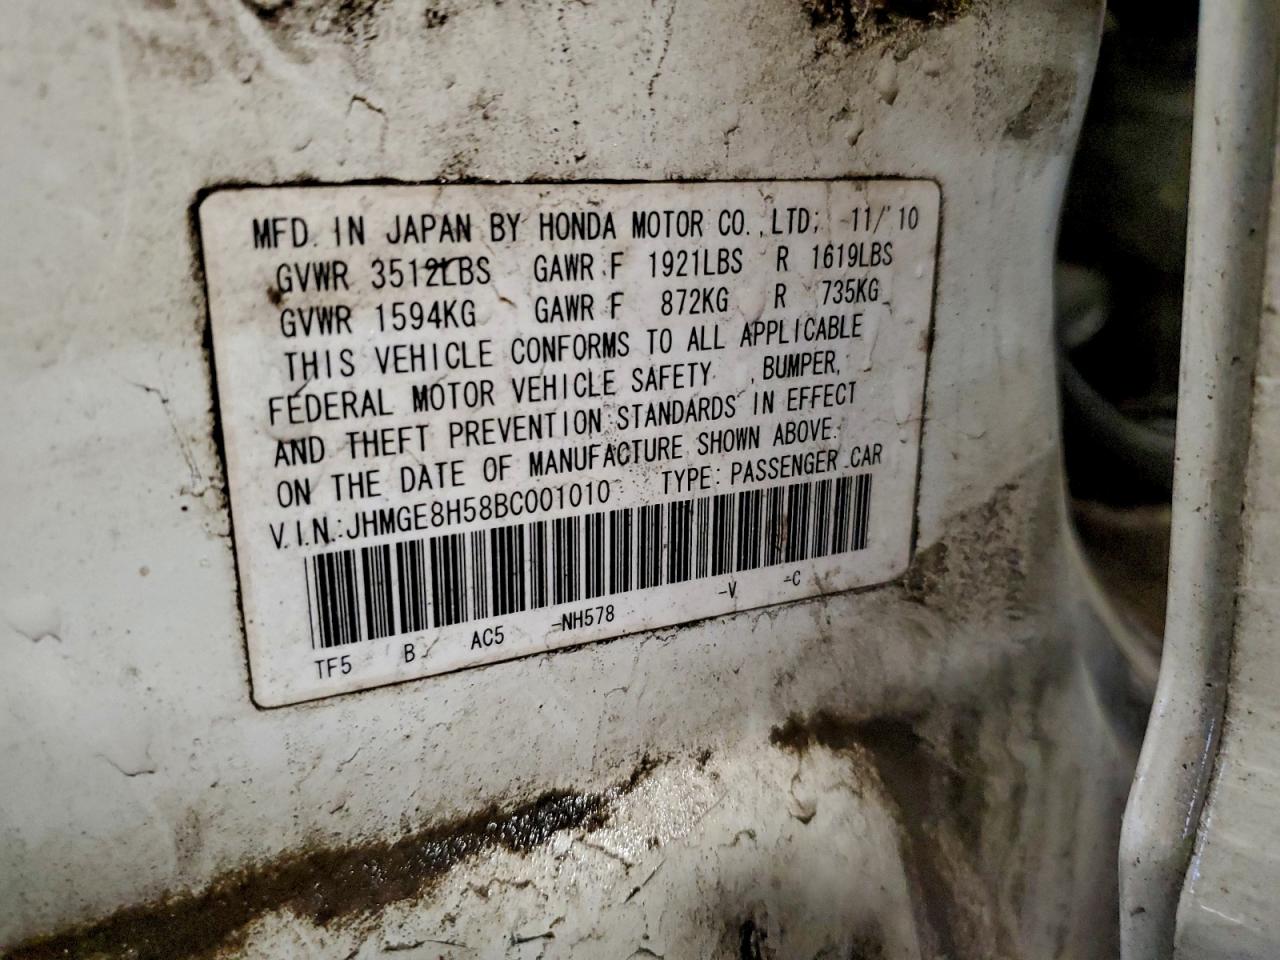 MFD. IN JAPAN BY HONDA MOTOR CO., LTD; 11/'10
GVWR 3512LBS GAWR F 1921LBS R 1619LBS
GVWR 1594KG GAWR F 872KG R 735KG
THIS VEHICLE CONFORMS TO ALL APPLICABLE
FEDERAL MOTOR VEHICLE SAFETY , BUMPER,
AND THEFT PREVENTION STANDARDS IN EFFECT
ON THE DATE OF MANUFACTURE SHOWN ABOVE.
V.I.N.:JHMGE8H58BC001010 TYPE: PASSENGER CAR
TF5 B AC5 -NH578 -V -C